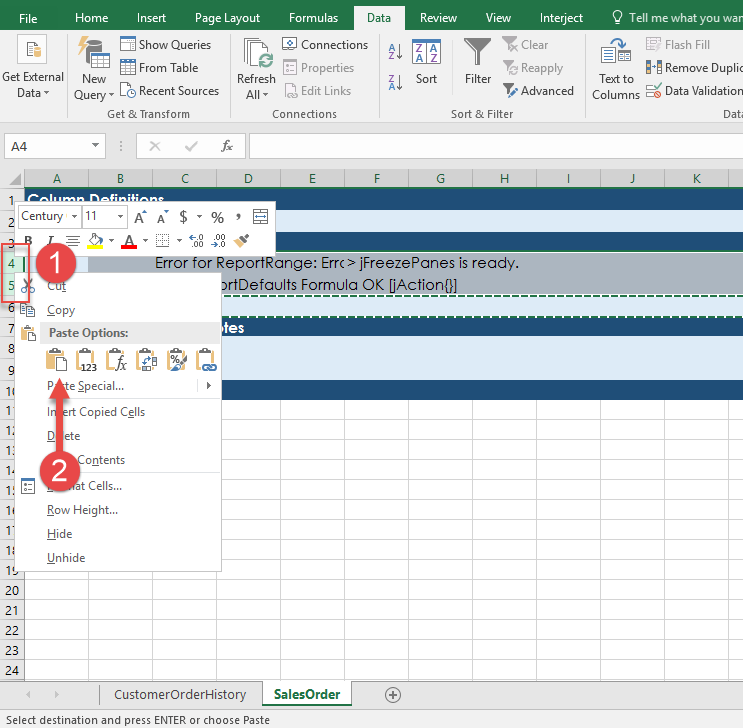 File Home Insert Page Layout Formulas Data Review View Interject Tell me what you wan
Get External
Data
New
Query
Show Queries
From Table
Recent Sources
Get & Transform
Refresh
All
Connections
Properties
Edit Links
Connections
Sort
Filter
Clear
Reapply
Advanced
Sort & Filter
Text to
Columns
Flash Fill
Remove Duplic
Data Validation
Data
A4 fx
A B C D E F G H I J K
1 Column Definitions
Century 11 A A $ % ,
2
B I A .00 .0
3
4 1 Error for ReportRange: Erro > jFreezePanes is ready.
5 Cut ortDefaults Formula OK [jAction{}]
6 Copy
7 Paste Options: otes
8 123 fx
9 Paste Special...
10
11 Insert Copied Cells
12 Delete
13 Contents
14 2
15 Format Cells...
16 Row Height...
17 Hide
18 Unhide
19
20
21
22
23
24
CustomerOrderHistory SalesOrder
Select destination and press ENTER or choose Paste